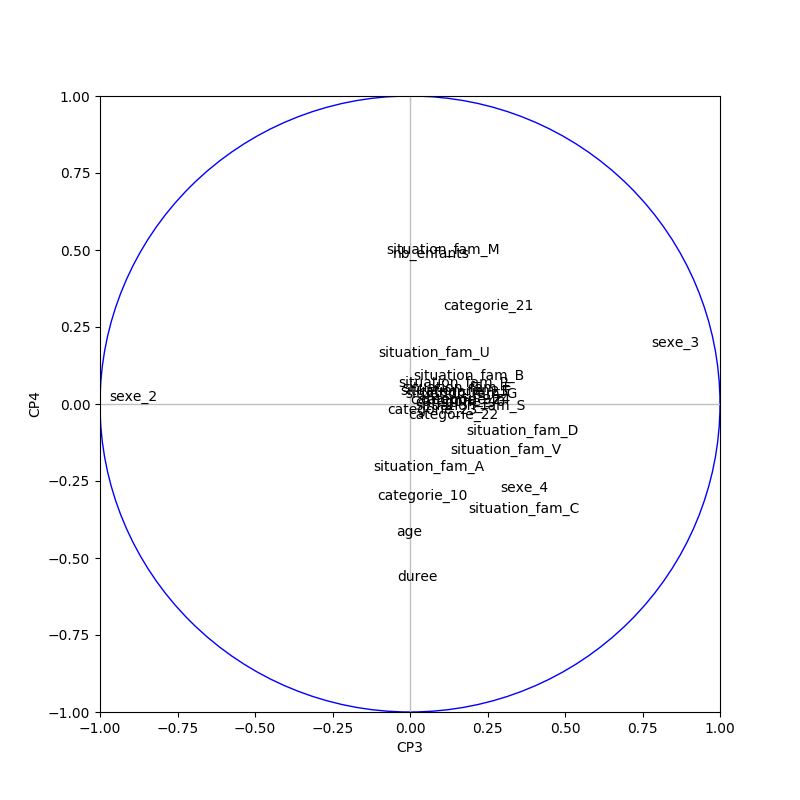 1.00
0.75
situation_fam_M
0.50
nb_enfants
categorie_21
0.25
sexe_3
situation_fam_U
situation_fam_B
sexe_2
0.00
categorie_22
situation_fam_D
situation_fam_V
situation_fam_A
−0.25
sexe_4
categorie_10
situation_fam_C
age
−0.50
duree
−0.75
−1.00
−1.00
−0.75
−0.50
−0.25
0.00
0.25
0.50
0.75
1.00
CP3
CP4